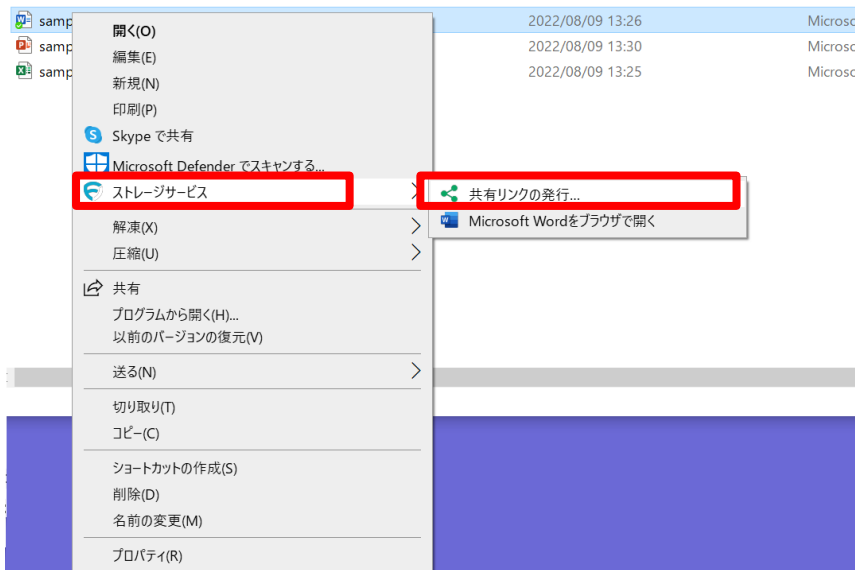 samp
2022/08/09 13:26
Microso
samp
2022/08/09 13:30
Microso
samp
2022/08/09 13:25
Microso
開く(O)
編集(E)
新規(N)
印刷(P)
Skype で共有
Microsoft Defender でスキャンする...
ストレージサービス
共有リンクの発行...
Microsoft Wordをブラウザで開く
解凍(X)
圧縮(U)
共有
プログラムから開く(H)...
以前のバージョンの復元(V)
送る(N)
切り取り(T)
コピー(C)
ショートカットの作成(S)
削除(D)
名前の変更(M)
プロパティ(R)